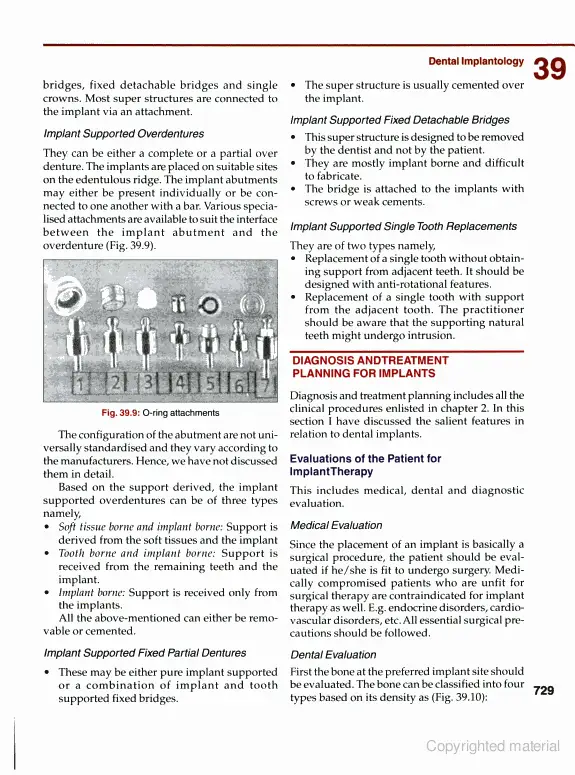 Dental Implantology
39
bridges, fixed detachable bridges and single
crowns. Most super structures are connected to
the implant via an attachment.
Implant Supported Overdentures
They can be either a complete or a partial over
denture. The implants are placed on suitable sites
on the edentulous ridge. The implant abutments
may either be present individually or be con-
nected to one another with a bar. Various specia-
lised attachments are available to suit the interface
between the implant abutment and the
overdenture (Fig. 39.9).
1 2 3 4 5 6 7
Fig. 39.9: O-ring attachments
The configuration of the abutment are not uni-
versally standardised and they vary according to
the manufacturers. Hence, we have not discussed
them in detail.
Based on the support derived, the implant
supported overdentures can be of three types
namely,
• Soft tissue borne and implant borne: Support is
derived from the soft tissues and the implant
• Tooth borne and implant borne: Support is
received from the remaining teeth and the
implant.
• Implant borne: Support is received only from
the implants.
All the above-mentioned can either be remo-
vable or cemented.
Implant Supported Fixed Partial Dentures
• These may be either pure implant supported
or a combination of implant and tooth
supported fixed bridges.
• The super structure is usually cemented over
the implant.
Implant Supported Fixed Detachable Bridges
• This super structure is designed to be removed
by the dentist and not by the patient.
• They are mostly implant borne and difficult
to fabricate.
• The bridge is attached to the implants with
screws or weak cements.
Implant Supported Single Tooth Replacements
They are of two types namely,
• Replacement of a single tooth without obtain-
ing support from adjacent teeth. It should be
designed with anti-rotational features.
• Replacement of a single tooth with support
from the adjacent tooth. The practitioner
should be aware that the supporting natural
teeth might undergo intrusion.
DIAGNOSIS ANDTREATMENT
PLANNING FOR IMPLANTS
Diagnosis and treatment planning includes all the
clinical procedures enlisted in chapter 2. In this
section I have discussed the salient features in
relation to dental implants.
Evaluations of the Patient for
ImplantTherapy
This includes medical, dental and diagnostic
evaluation.
Medical Evaluation
Since the placement of an implant is basically a
surgical procedure, the patient should be eval-
uated if he/she is fit to undergo surgery. Medi-
cally compromised patients who are unfit for
surgical therapy are contraindicated for implant
therapy as well. E.g. endocrine disorders, cardio-
vascular disorders, etc. All essential surgical pre-
cautions should be followed.
Dental Evaluation
First the bone at the preferred implant site should
be evaluated. The bone can be classified into four
types based on its density as (Fig. 39.10):
729
Copyrighted material